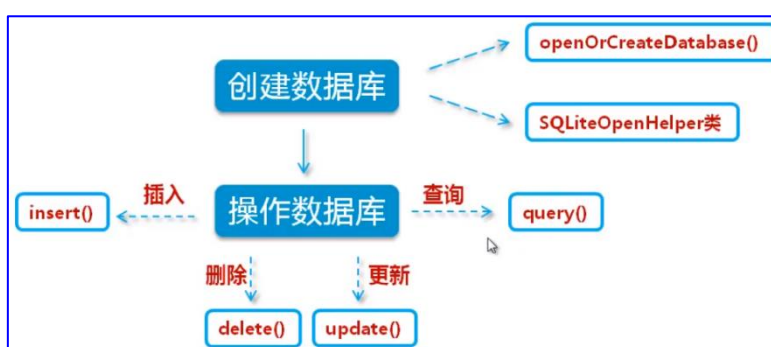 openOrCreateDatabase()
创建数据库
SQLiteOpenHelper类
插入
查询
insert()
操作数据库
query()
删除
更新
delete()
update()